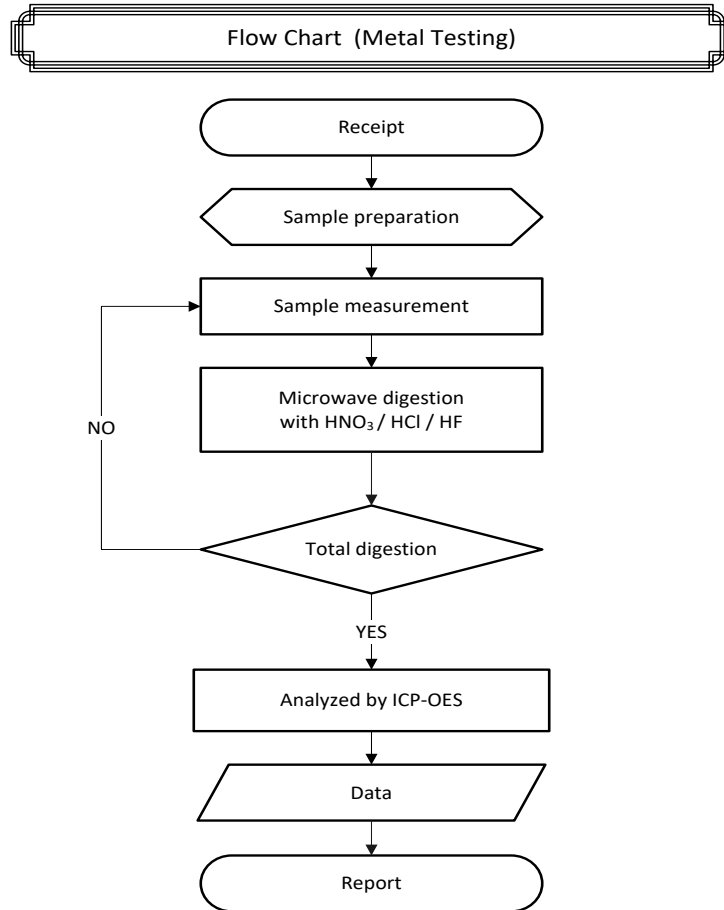 Flow Chart  (Metal Testing)
Receipt
Sample preparation
Sample measurement
Microwave digestion
with HNO₃ / HCl / HF
NO
Total digestion
YES
Analyzed by ICP-OES
Data
Report